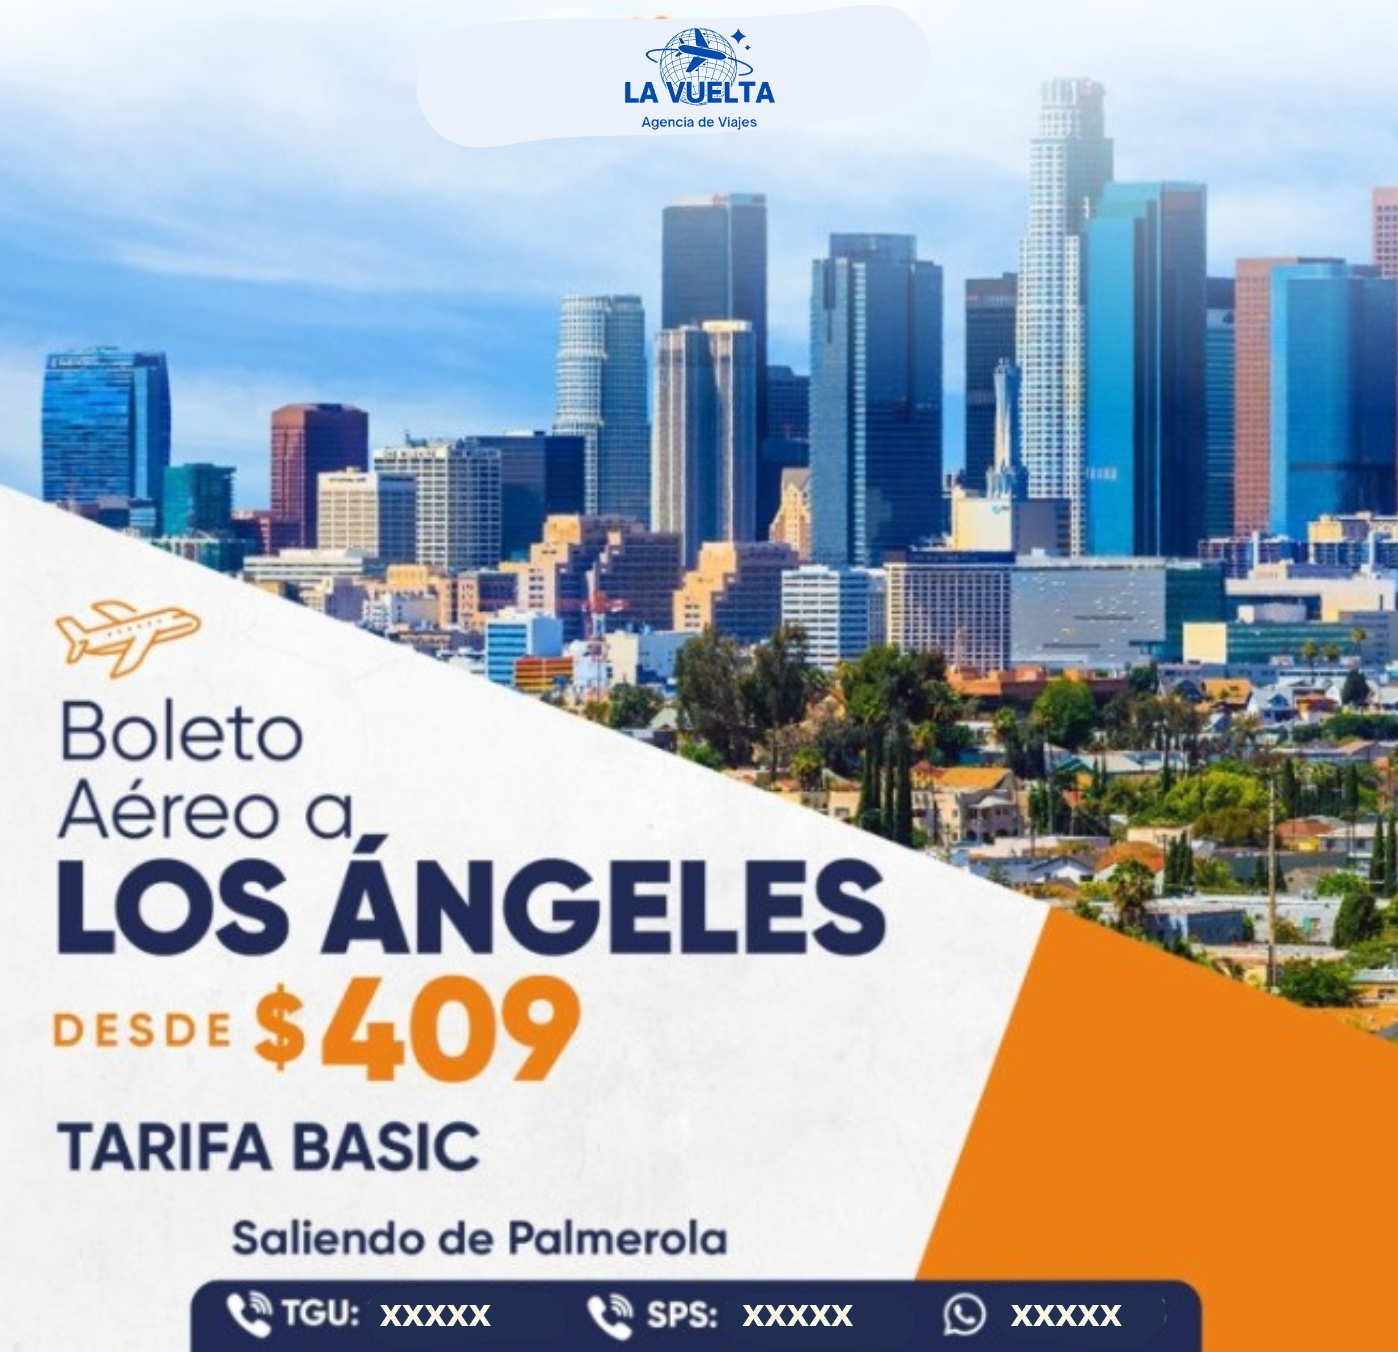 LA VUELTA
Agencia de Viajes
Boleto
Aéreo a
LOS ÁNGELES
DESDE $409
TARIFA BASIC
Saliendo de Palmerola
TGU: XXXXX SPS: XXXXX XXXXX